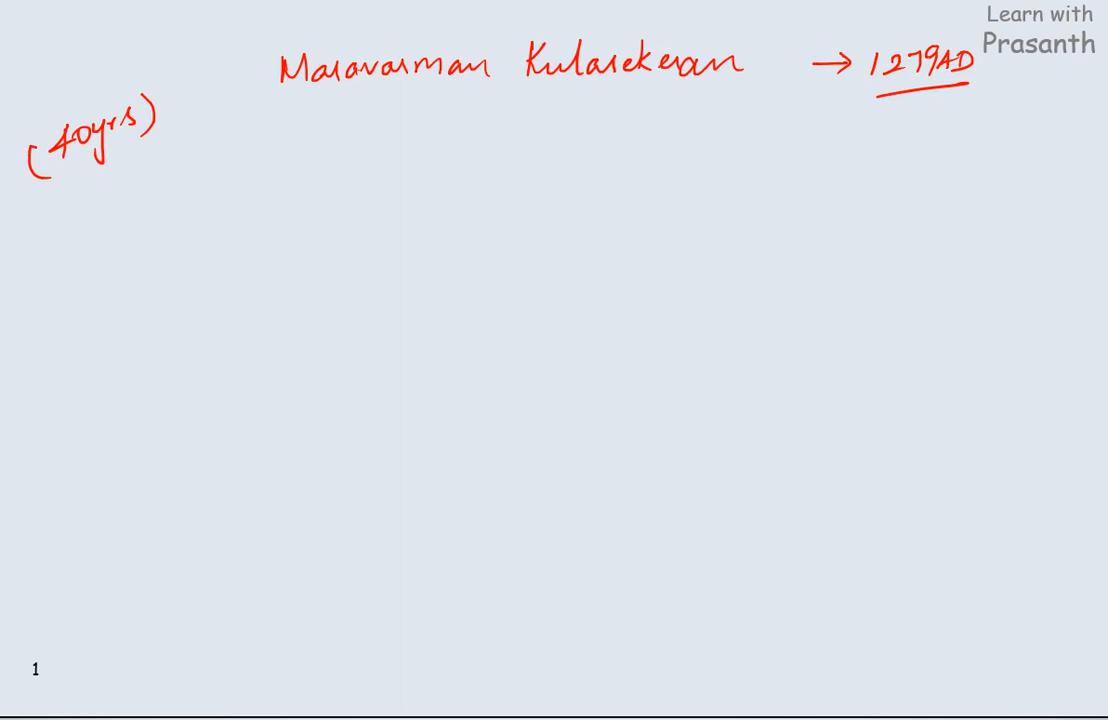 Learn with
Prasanth
Maravarman Kulasekeran → 1279AD
(40yrs)
1